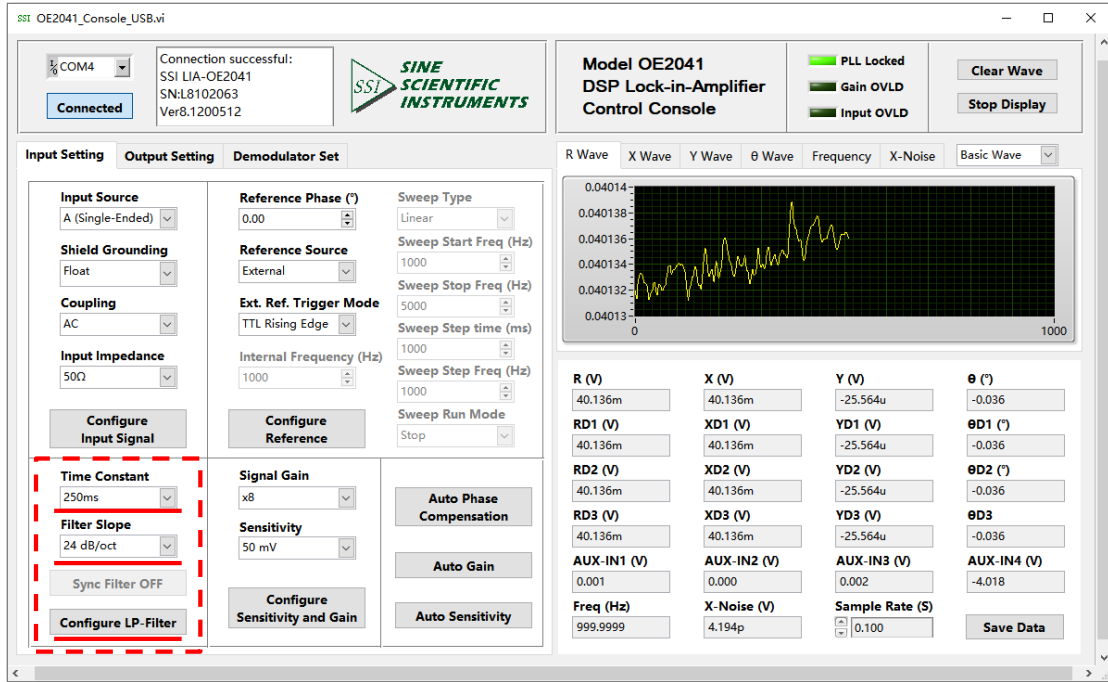 SSI OE2041_Console_USB.vi
I/0 COM4
Connected
Connection successful:
SSI LIA-OE2041
SN:L8102063
Ver8.1200512
SSI
SINE
SCIENTIFIC
INSTRUMENTS
Model OE2041
DSP Lock-in-Amplifier
Control Console
PLL Locked
Gain OVLD
Input OVLD
Clear Wave
Stop Display
Input Setting Output Setting Demodulator Set
Input Source
A (Single-Ended)
Shield Grounding
Float
Coupling
AC
Input Impedance
50Ω
Configure
Input Signal
Reference Phase (°)
0.00
Reference Source
External
Ext. Ref. Trigger Mode
TTL Rising Edge
Internal Frequency (Hz)
1000
Configure
Reference
Sweep Type
Linear
Sweep Start Freq (Hz)
1000
Sweep Stop Freq (Hz)
5000
Sweep Step time (ms)
1000
Sweep Step Freq (Hz)
1000
Sweep Run Mode
Stop
Time Constant
250ms
Filter Slope
24 dB/oct
Sync Filter OFF
Configure LP-Filter
Signal Gain
x8
Sensitivity
50 mV
Configure
Sensitivity and Gain
Auto Phase
Compensation
Auto Gain
Auto Sensitivity
R Wave X Wave Y Wave θ Wave Frequency X-Noise Basic Wave
0.04014
0.040138
0.040136
0.040134
0.040132
0.04013
0 1000
R (V) X (V) Y (V) θ (°)
40.136m 40.136m -25.564u -0.036
RD1 (V) XD1 (V) YD1 (V) θD1 (°)
40.136m 40.136m -25.564u -0.036
RD2 (V) XD2 (V) YD2 (V) θD2 (°)
40.136m 40.136m -25.564u -0.036
RD3 (V) XD3 (V) YD3 (V) θD3
40.136m 40.136m -25.564u -0.036
AUX-IN1 (V) AUX-IN2 (V) AUX-IN3 (V) AUX-IN4 (V)
0.001 0.000 0.002 -4.018
Freq (Hz) X-Noise (V) Sample Rate (S)
999.9999 4.194p 0.100 Save Data